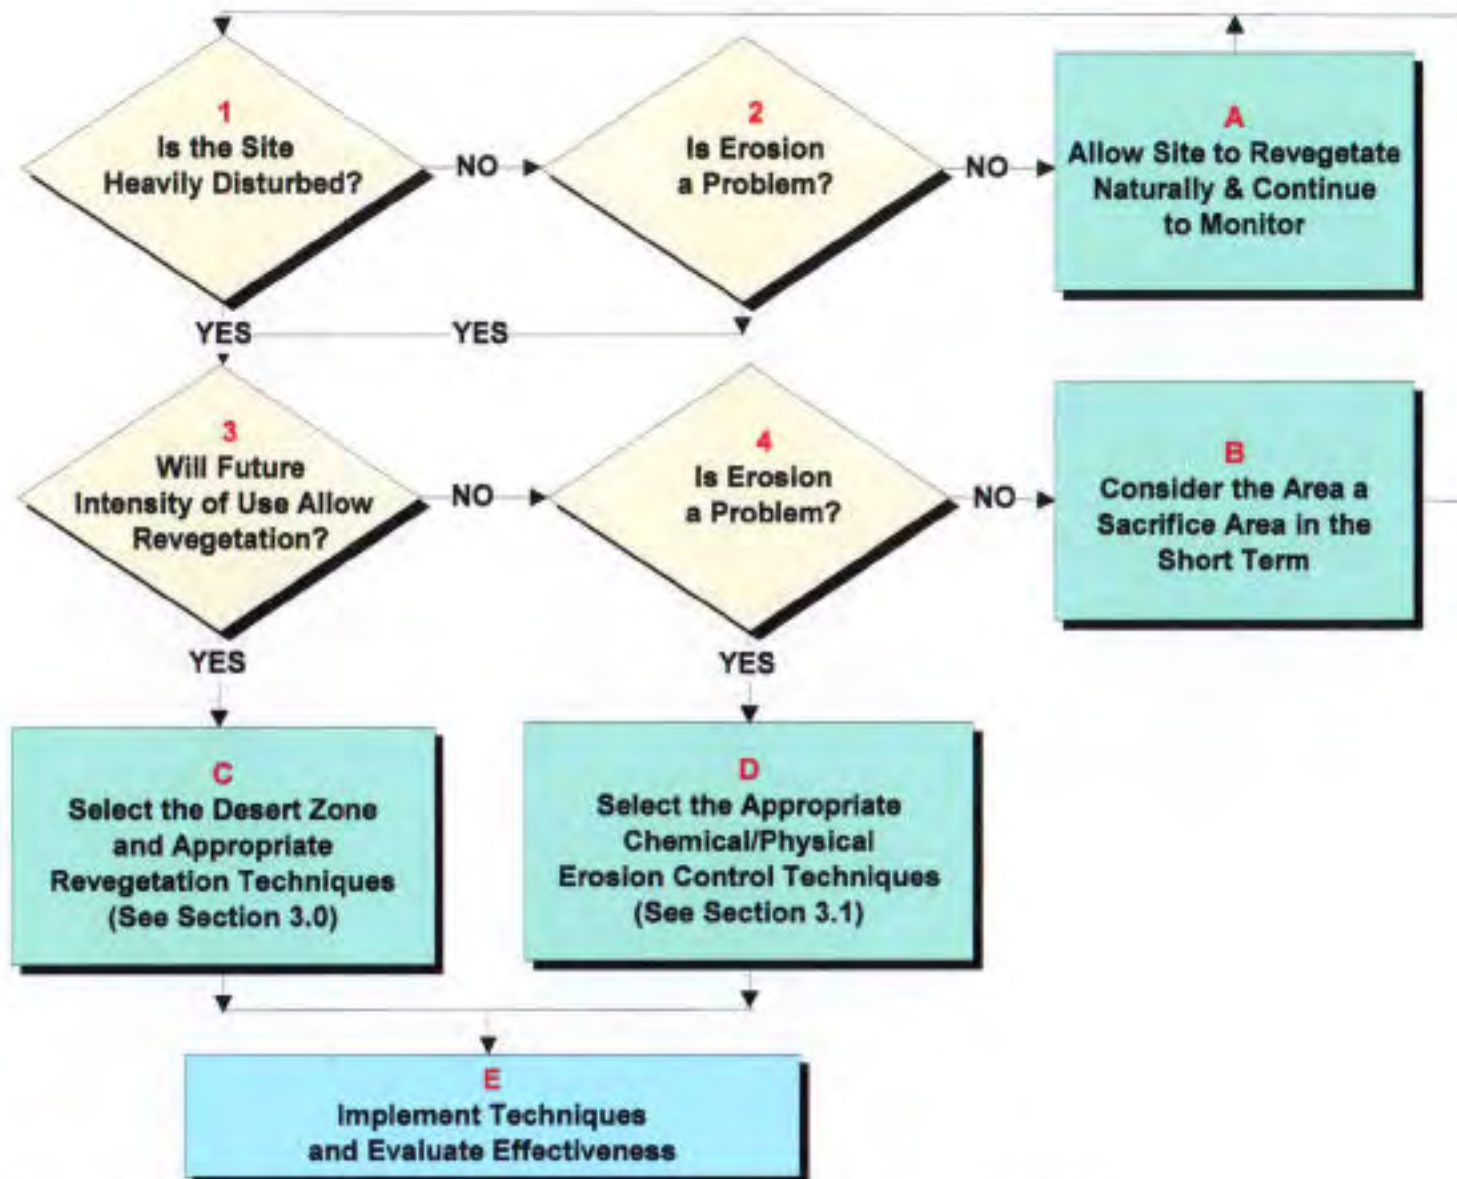 1
Is the Site
Heavily Disturbed?
NO
2
Is Erosion
a Problem?
NO
A
Allow Site to Revegetate
Naturally & Continue
to Monitor
YES
YES
3
Will Future
Intensity of Use Allow
Revegetation?
NO
4
Is Erosion
a Problem?
NO
B
Consider the Area a
Sacrifice Area in the
Short Term
YES
YES
C
Select the Desert Zone
and Appropriate
Revegetation Techniques
(See Section 3.0)
D
Select the Appropriate
Chemical/Physical
Erosion Control Techniques
(See Section 3.1)
E
Implement Techniques
and Evaluate Effectiveness